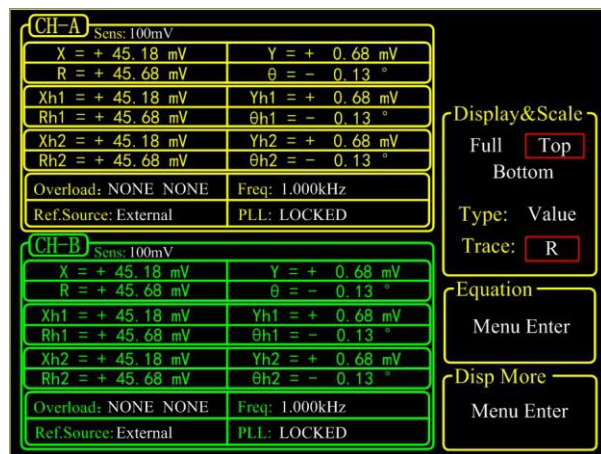 CH-A Sens: 100mV
X = + 45.18 mV Y = + 0.68 mV
R = + 45.68 mV θ = - 0.13 °
Xh1 = + 45.18 mV Yh1 = + 0.68 mV
Rh1 = + 45.68 mV θh1 = - 0.13 °
Xh2 = + 45.18 mV Yh2 = + 0.68 mV
Rh2 = + 45.68 mV θh2 = - 0.13 °
Overload: NONE NONE Freq: 1.000kHz
Ref.Source: External PLL: LOCKED
CH-B Sens: 100mV
X = + 45.18 mV Y = + 0.68 mV
R = + 45.68 mV θ = - 0.13 °
Xh1 = + 45.18 mV Yh1 = + 0.68 mV
Rh1 = + 45.68 mV θh1 = - 0.13 °
Xh2 = + 45.18 mV Yh2 = + 0.68 mV
Rh2 = + 45.68 mV θh2 = - 0.13 °
Overload: NONE NONE Freq: 1.000kHz
Ref.Source: External PLL: LOCKED
Display&Scale
Full Top
Bottom
Type: Value
Trace: R
Equation
Menu Enter
Disp More
Menu Enter